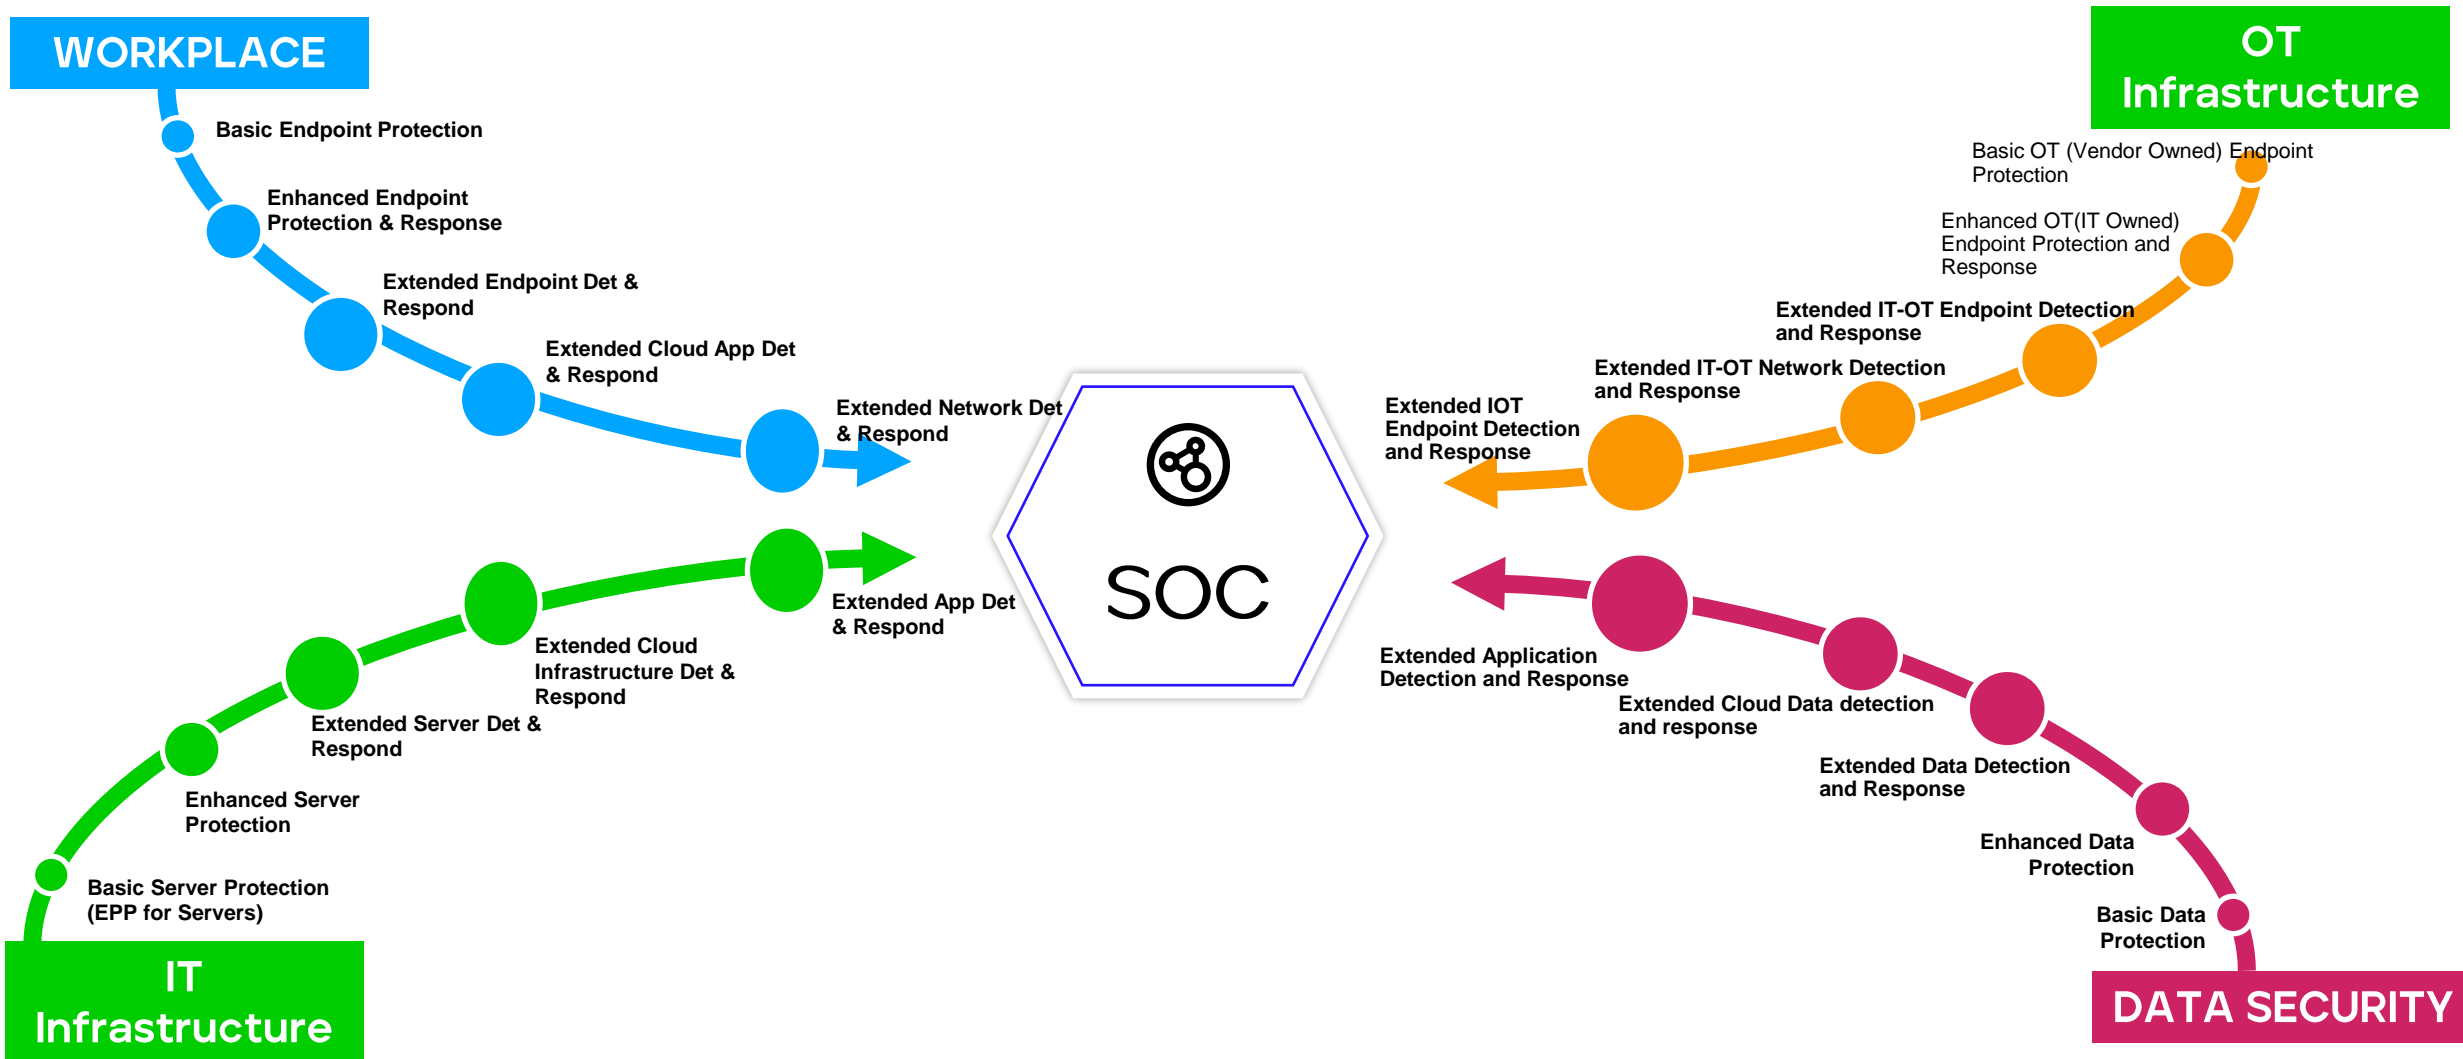 WORKPLACE
Basic Endpoint Protection
Enhanced Endpoint
Protection & Response
Extended Endpoint Det &
Respond
Extended Cloud App Det
& Respond
Extended Network Det
& Respond
OT
Infrastructure
Basic OT (Vendor Owned) Endpoint
Protection
Enhanced OT(IT Owned)
Endpoint Protection and
Response
Extended IT-OT Endpoint Detection
and Response
Extended IT-OT Network Detection
and Response
Extended IOT
Endpoint Detection
and Response
SOC
Extended App Det
& Respond
Extended Cloud
Infrastructure Det &
Respond
Extended Server Det &
Respond
Enhanced Server
Protection
Basic Server Protection
(EPP for Servers)
IT
Infrastructure
Extended Application
Detection and Response
Extended Cloud Data detection
and response
Extended Data Detection
and Response
Enhanced Data
Protection
Basic Data
Protection
DATA SECURITY